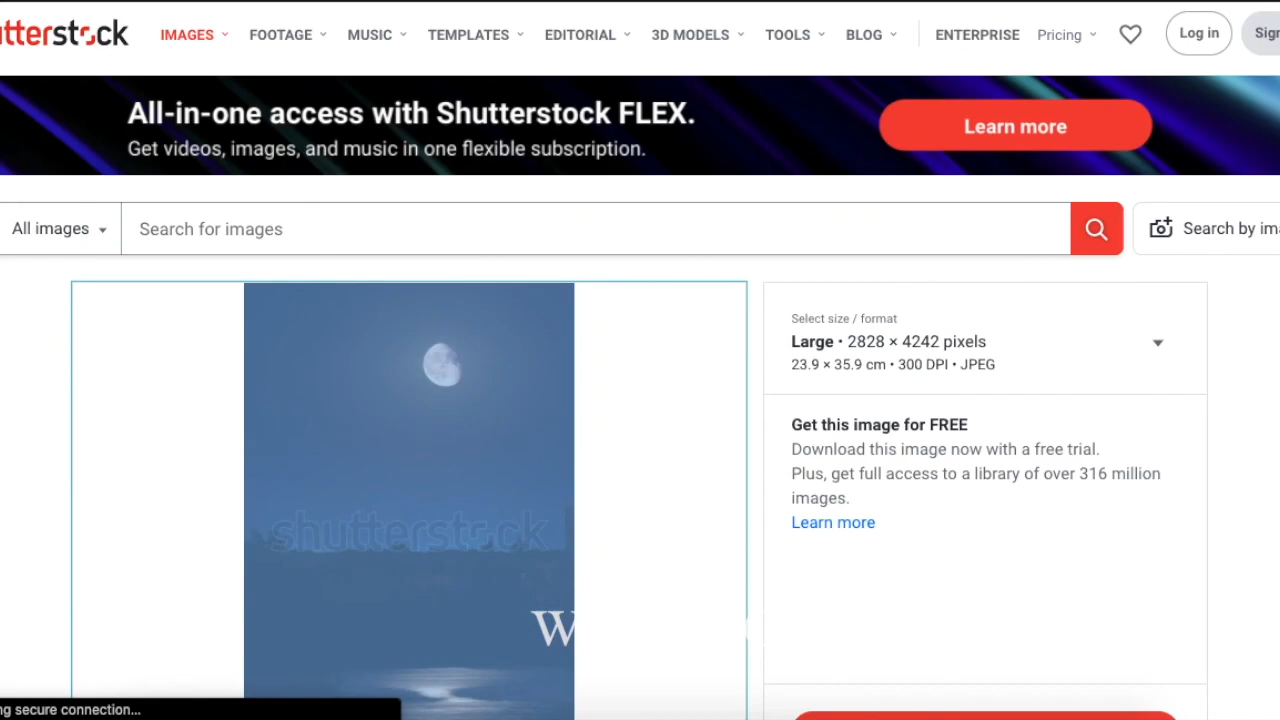 utterstock IMAGES FOOTAGE MUSIC TEMPLATES EDITORIAL 3D MODELS TOOLS BLOG ENTERPRISE Pricing Log in Sign
All-in-one access with Shutterstock FLEX.
Get videos, images, and music in one flexible subscription.
Learn more
All images Search for images Search by ima
Select size / format
Large • 2828 × 4242 pixels
23.9 × 35.9 cm • 300 DPI • JPEG
Get this image for FREE
Download this image now with a free trial.
Plus, get full access to a library of over 316 million
images.
Learn more
shutterstock
W
ng secure connection...